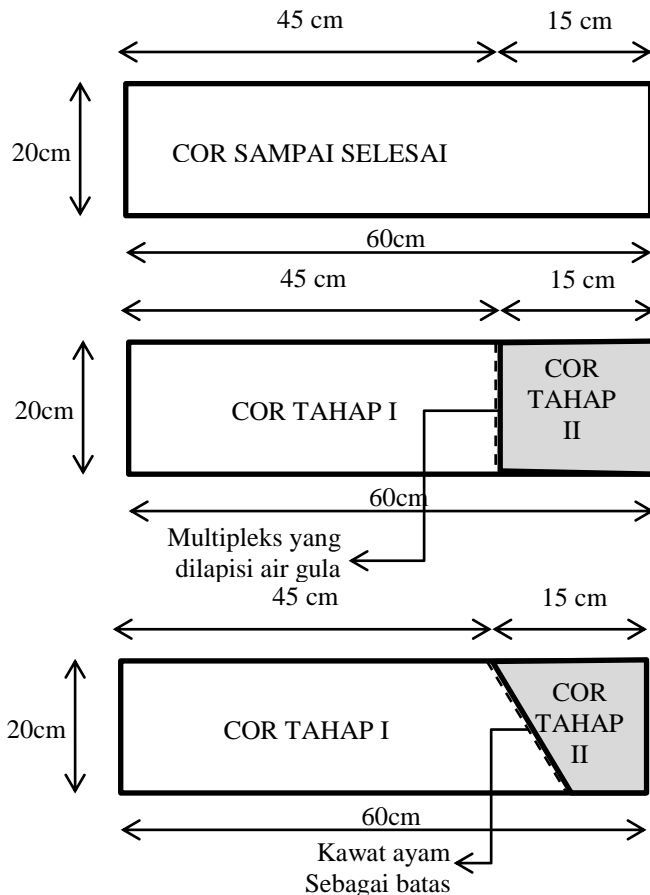 45 cm 15 cm
20cm
COR SAMPAI SELESAI
60cm
45 cm 15 cm
20cm
COR TAHAP I
COR
TAHAP
II
60cm
Multipleks yang
dilapisi air gula
45 cm 15 cm
20cm
COR TAHAP I
COR
TAHAP
II
60cm
Kawat ayam
Sebagai batas